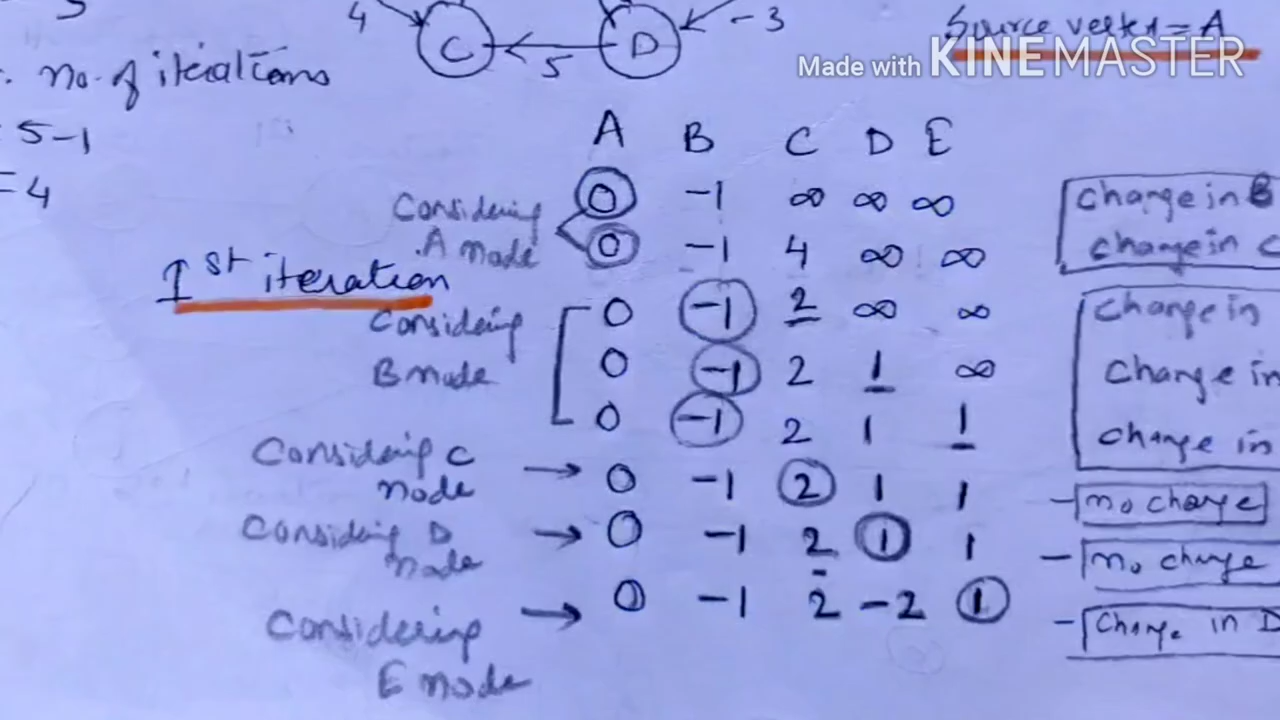 4
C
5
D
-3
Source vertex = A
Made with KINEMASTER
no. of iterations
5-1
= 4
A B C D E
Considering A node
0 -1 ∞ ∞ ∞
0 -1 4 ∞ ∞
change in B
change in C
1st iteration
Considering B node
0 -1 2 ∞ ∞
0 -1 2 1 ∞
0 -1 2 1 1
Change in
Change in
Change in
Considering C node → 0 -1 2 1 1 - no change
Considering D node → 0 -1 2 1 1 - no change
Considering E node → 0 -1 2 -2 1 - Change in D